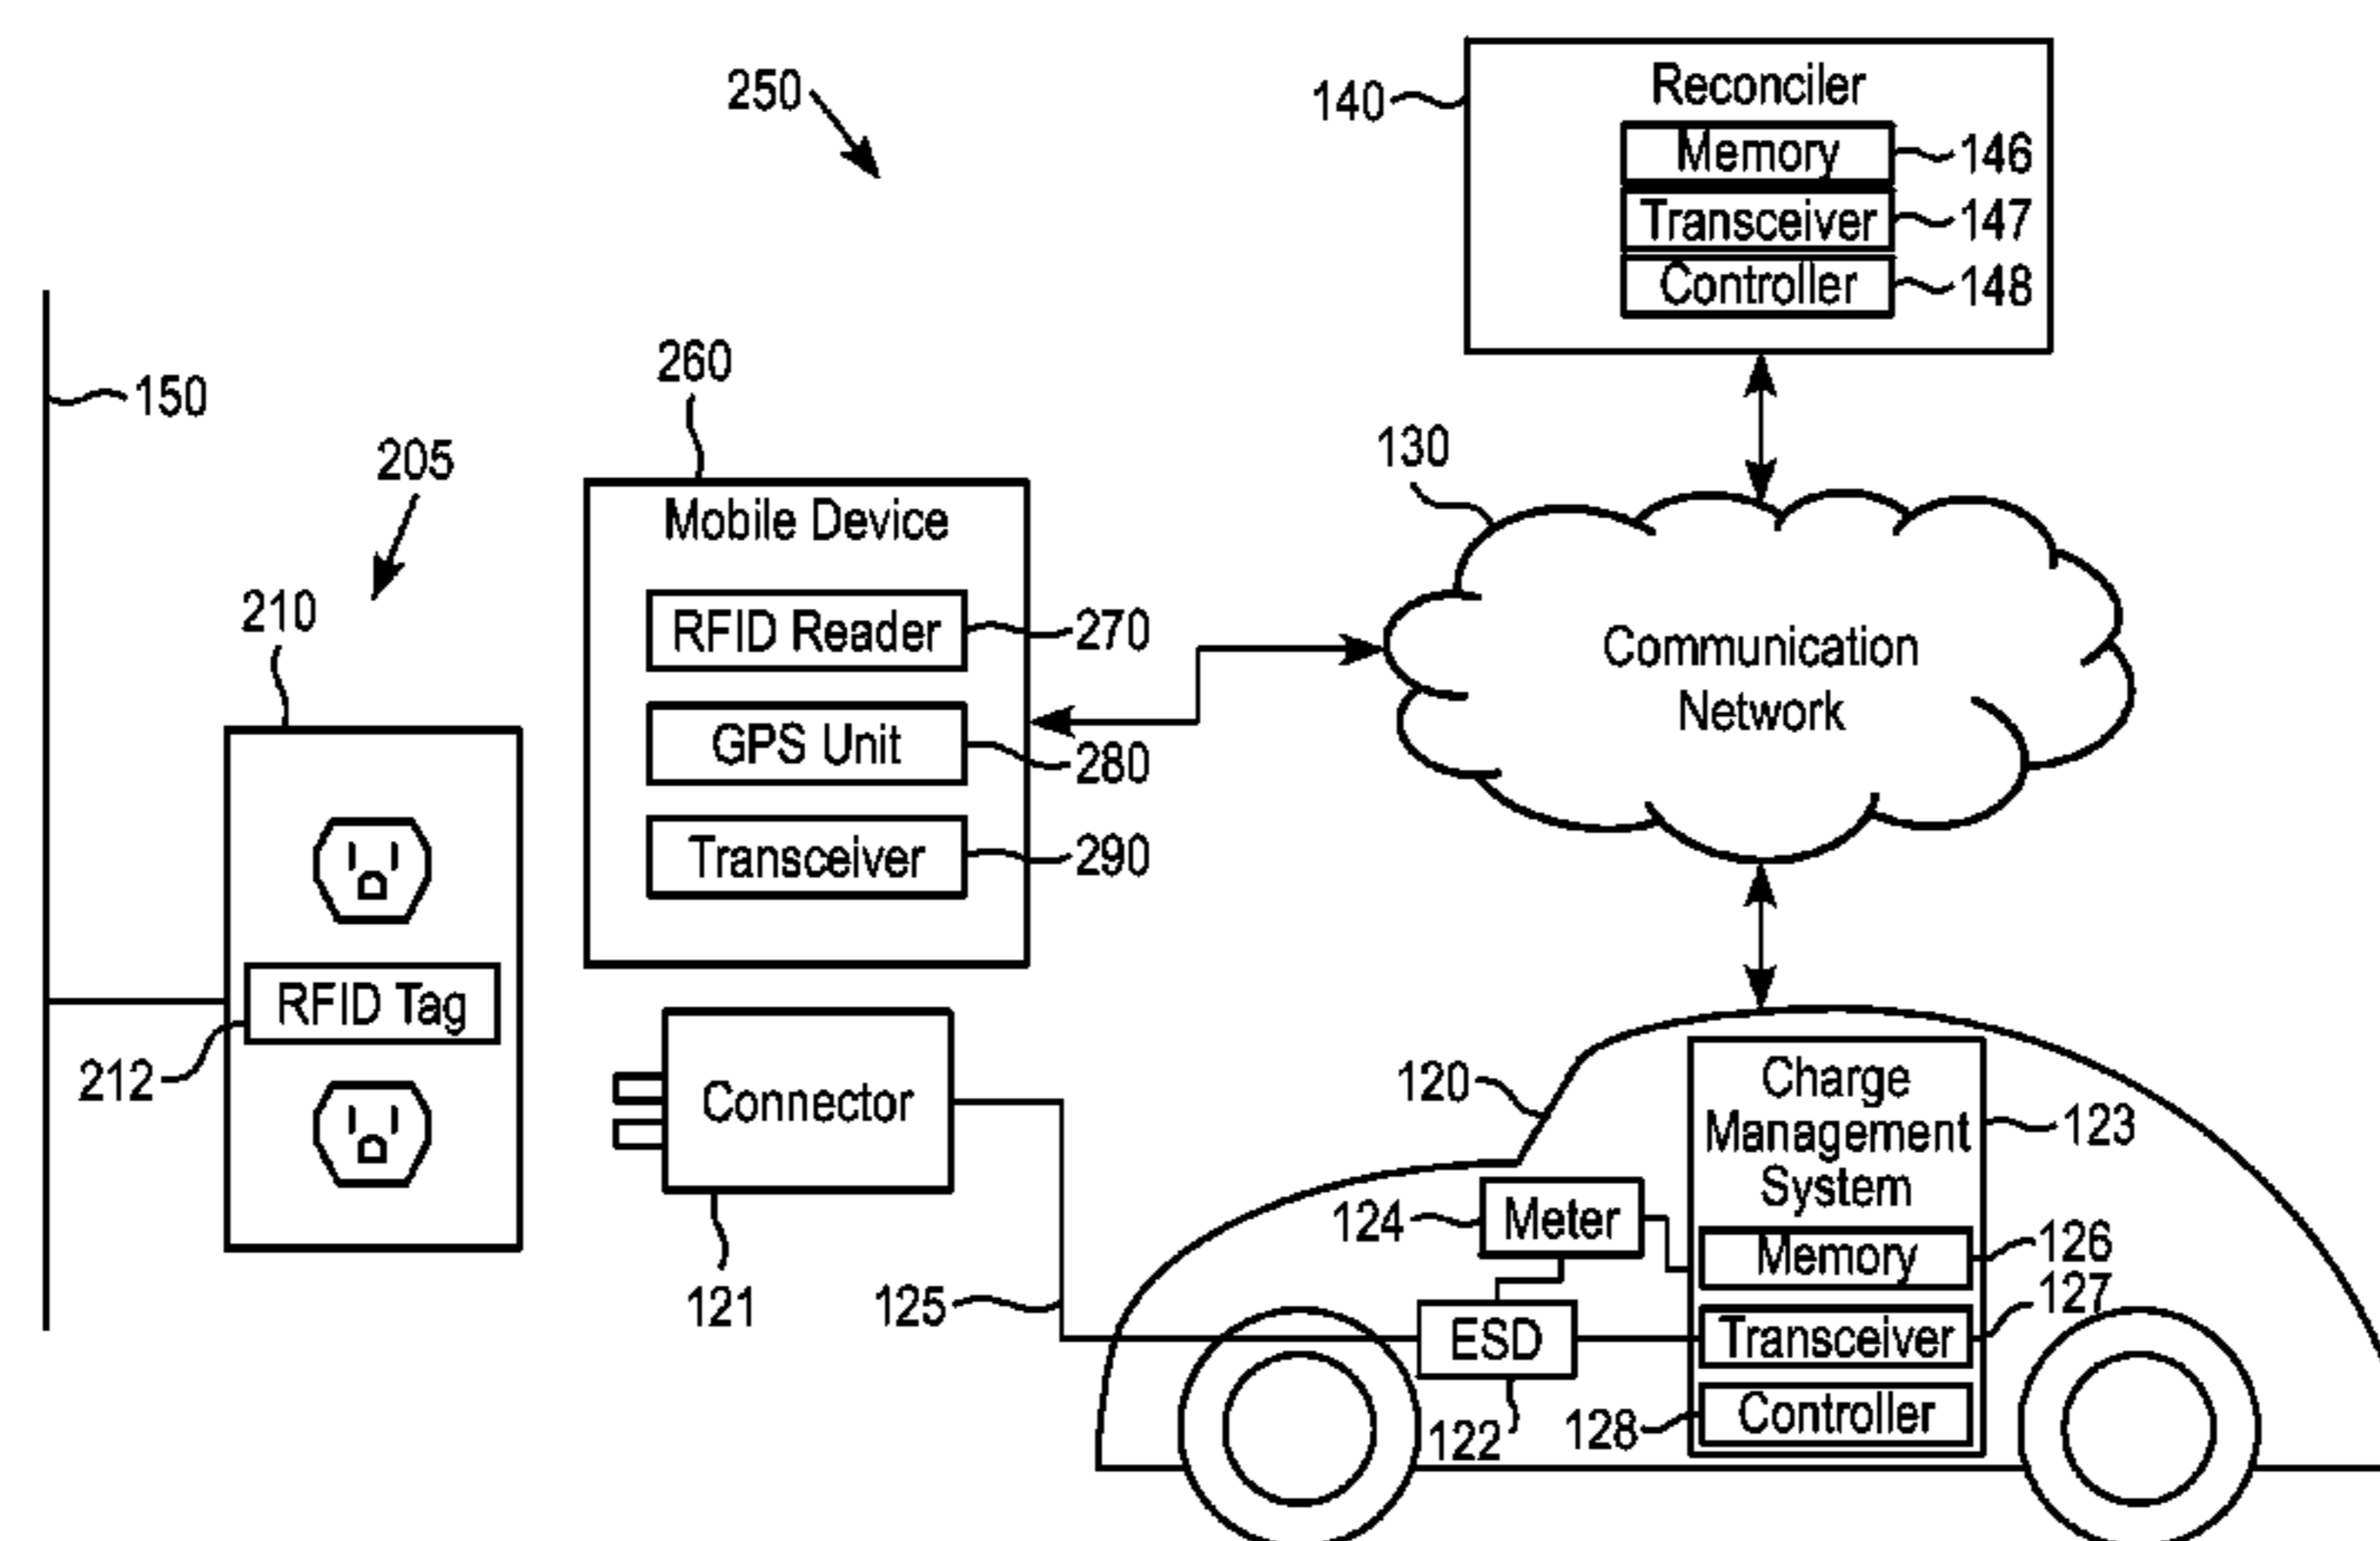 250
140
Reconciler
Memory
146
Transceiver
147
Controller
148
150
205
210
260
Mobile Device
RFID Reader
270
GPS Unit
280
Transceiver
290
130
Communication
Network
RFID Tag
212
Connector
121
125
120
Charge
Management
System
123
124
Meter
Memory
126
ESD
122
Transceiver
127
128
Controller